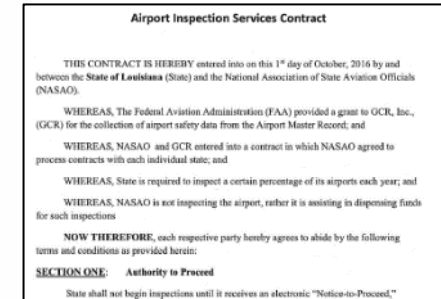 Airport Inspection Services Contract
THIS CONTRACT IS HEREBY entered into on this 1st day of October, 2016 by and
between the State of Louisiana (State) and the National Association of State Aviation Officials
(NASAO).
WHEREAS, The Federal Aviation Administration (FAA) provided a grant to GCR, Inc.,
(GCR) for the collection of airport safety data from the Airport Master Record; and
WHEREAS, NASAO and GCR entered into a contract in which NASAO agreed to
process contracts with each individual state; and
WHEREAS, State is required to inspect a certain percentage of its airports each year; and
WHEREAS, NASAO is not inspecting the airport, rather it is assisting in dispensing funds
for such inspections
NOW THEREFORE, each respective party hereby agrees to abide by the following
terms and conditions as provided herein:
SECTION ONE: Authority to Proceed
State shall not begin inspections until it receives an electronic “Notice-to-Proceed,”